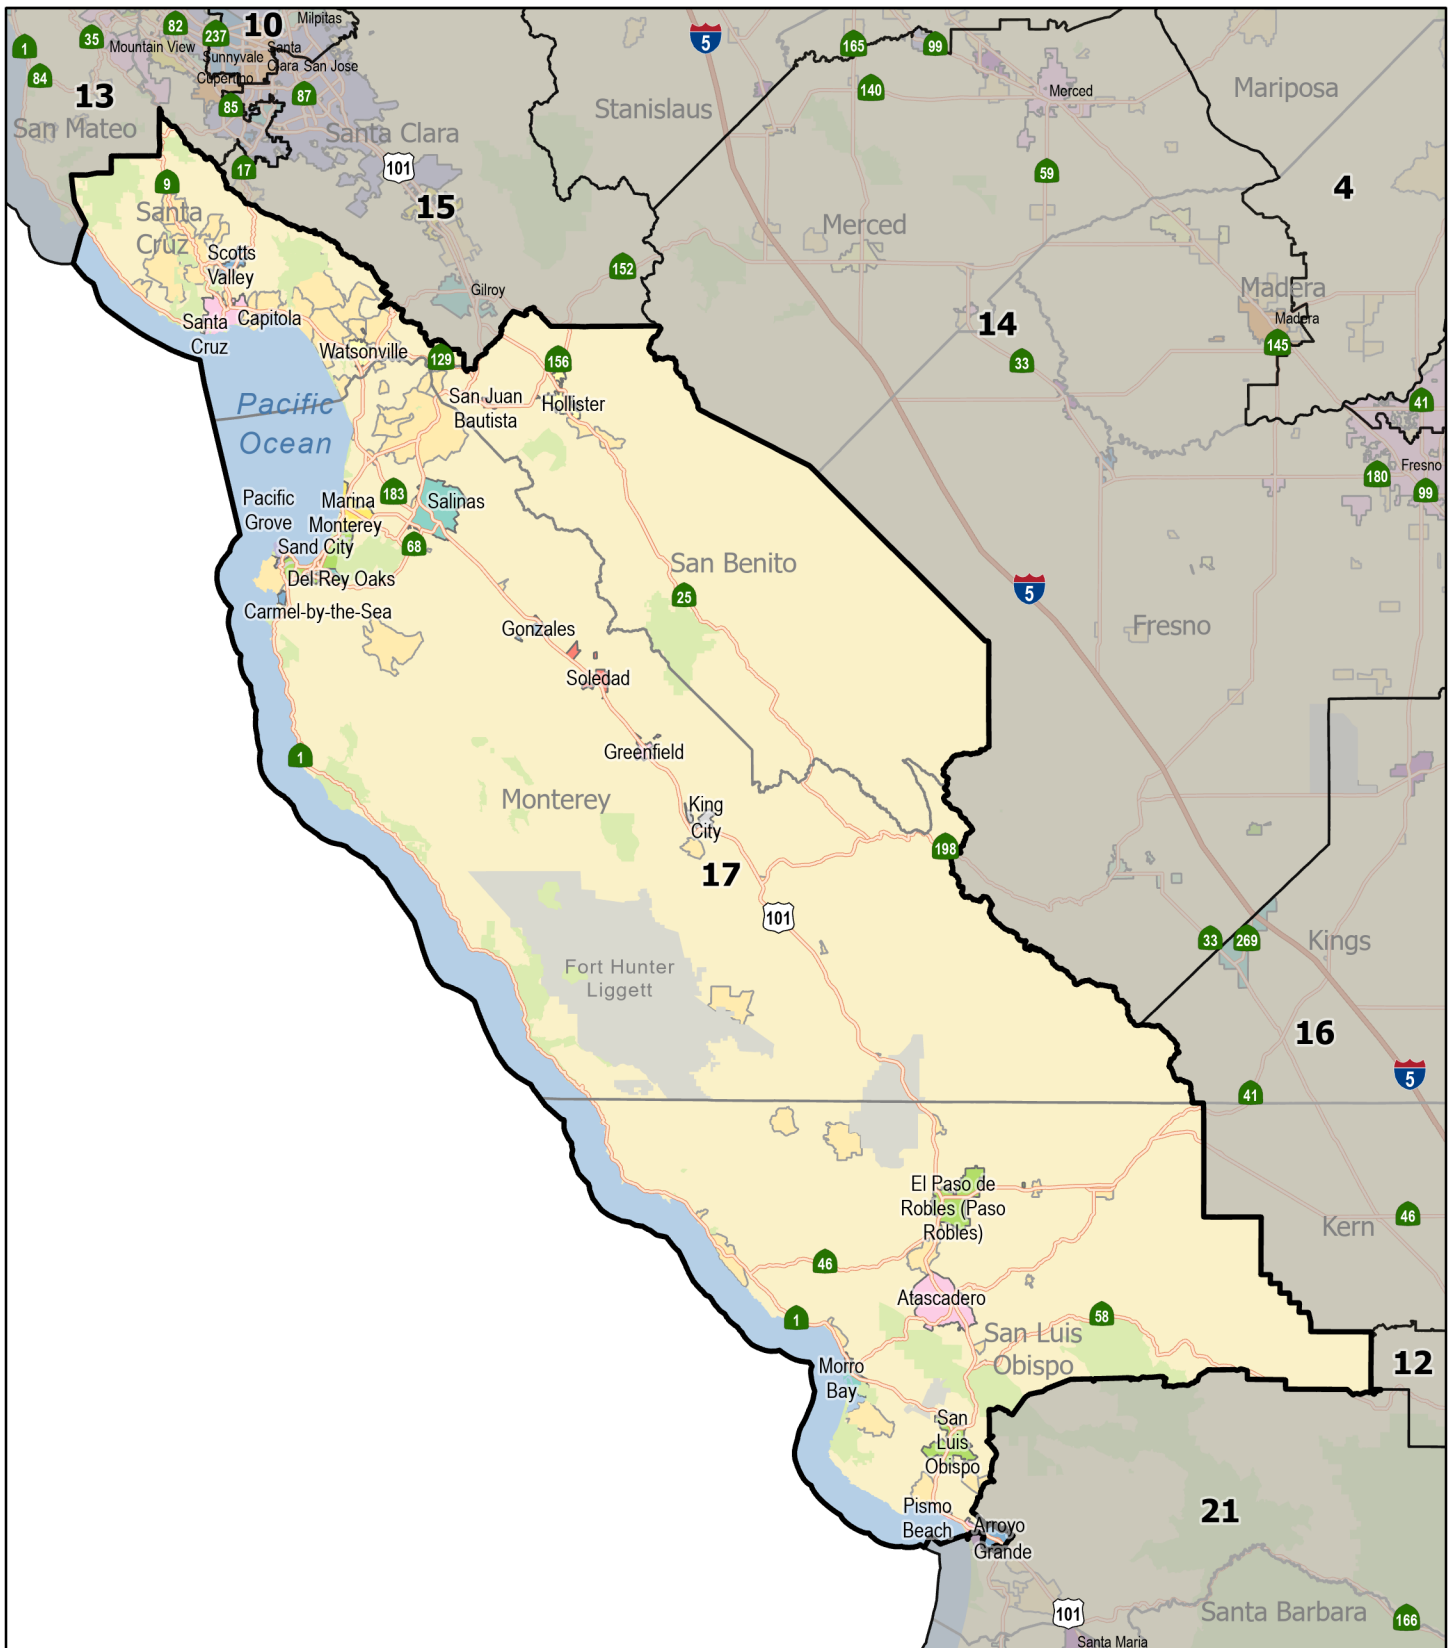 82
10
Milpitas
1
35
237
Mountain View
Santa
Sunnyvale
Clara
San Jose
84
Cupertino
13
85
87
San Mateo
Santa Clara
17
101
9
15
Santa
Cruz
Scotts
Valley
Gilroy
152
Santa
Cruz
Capitola
Watsonville
129
156
San Juan
Bautista
Hollister
Pacific
Ocean
5
165
99
Stanislaus
140
Merced
Mariposa
59
4
Merced
Madera
14
Madera
33
145
41
Fresno
180
99
Pacific
Grove
Marina
183
Salinas
Monterey
Sand City
68
Del Rey Oaks
Carmel-by-the-Sea
San Benito
25
5
Fresno
Gonzales
Soledad
1
Greenfield
Monterey
King
City
17
198
101
Fort Hunter
Liggett
33
269
Kings
16
5
41
El Paso de
Robles (Paso
Robles)
46
Kern
46
Atascadero
1
58
San Luis
Obispo
12
Morro
Bay
San
Luis
Obispo
Pismo
Beach
Arroyo
Grande
21
101
Santa Barbara
166
Santa Maria